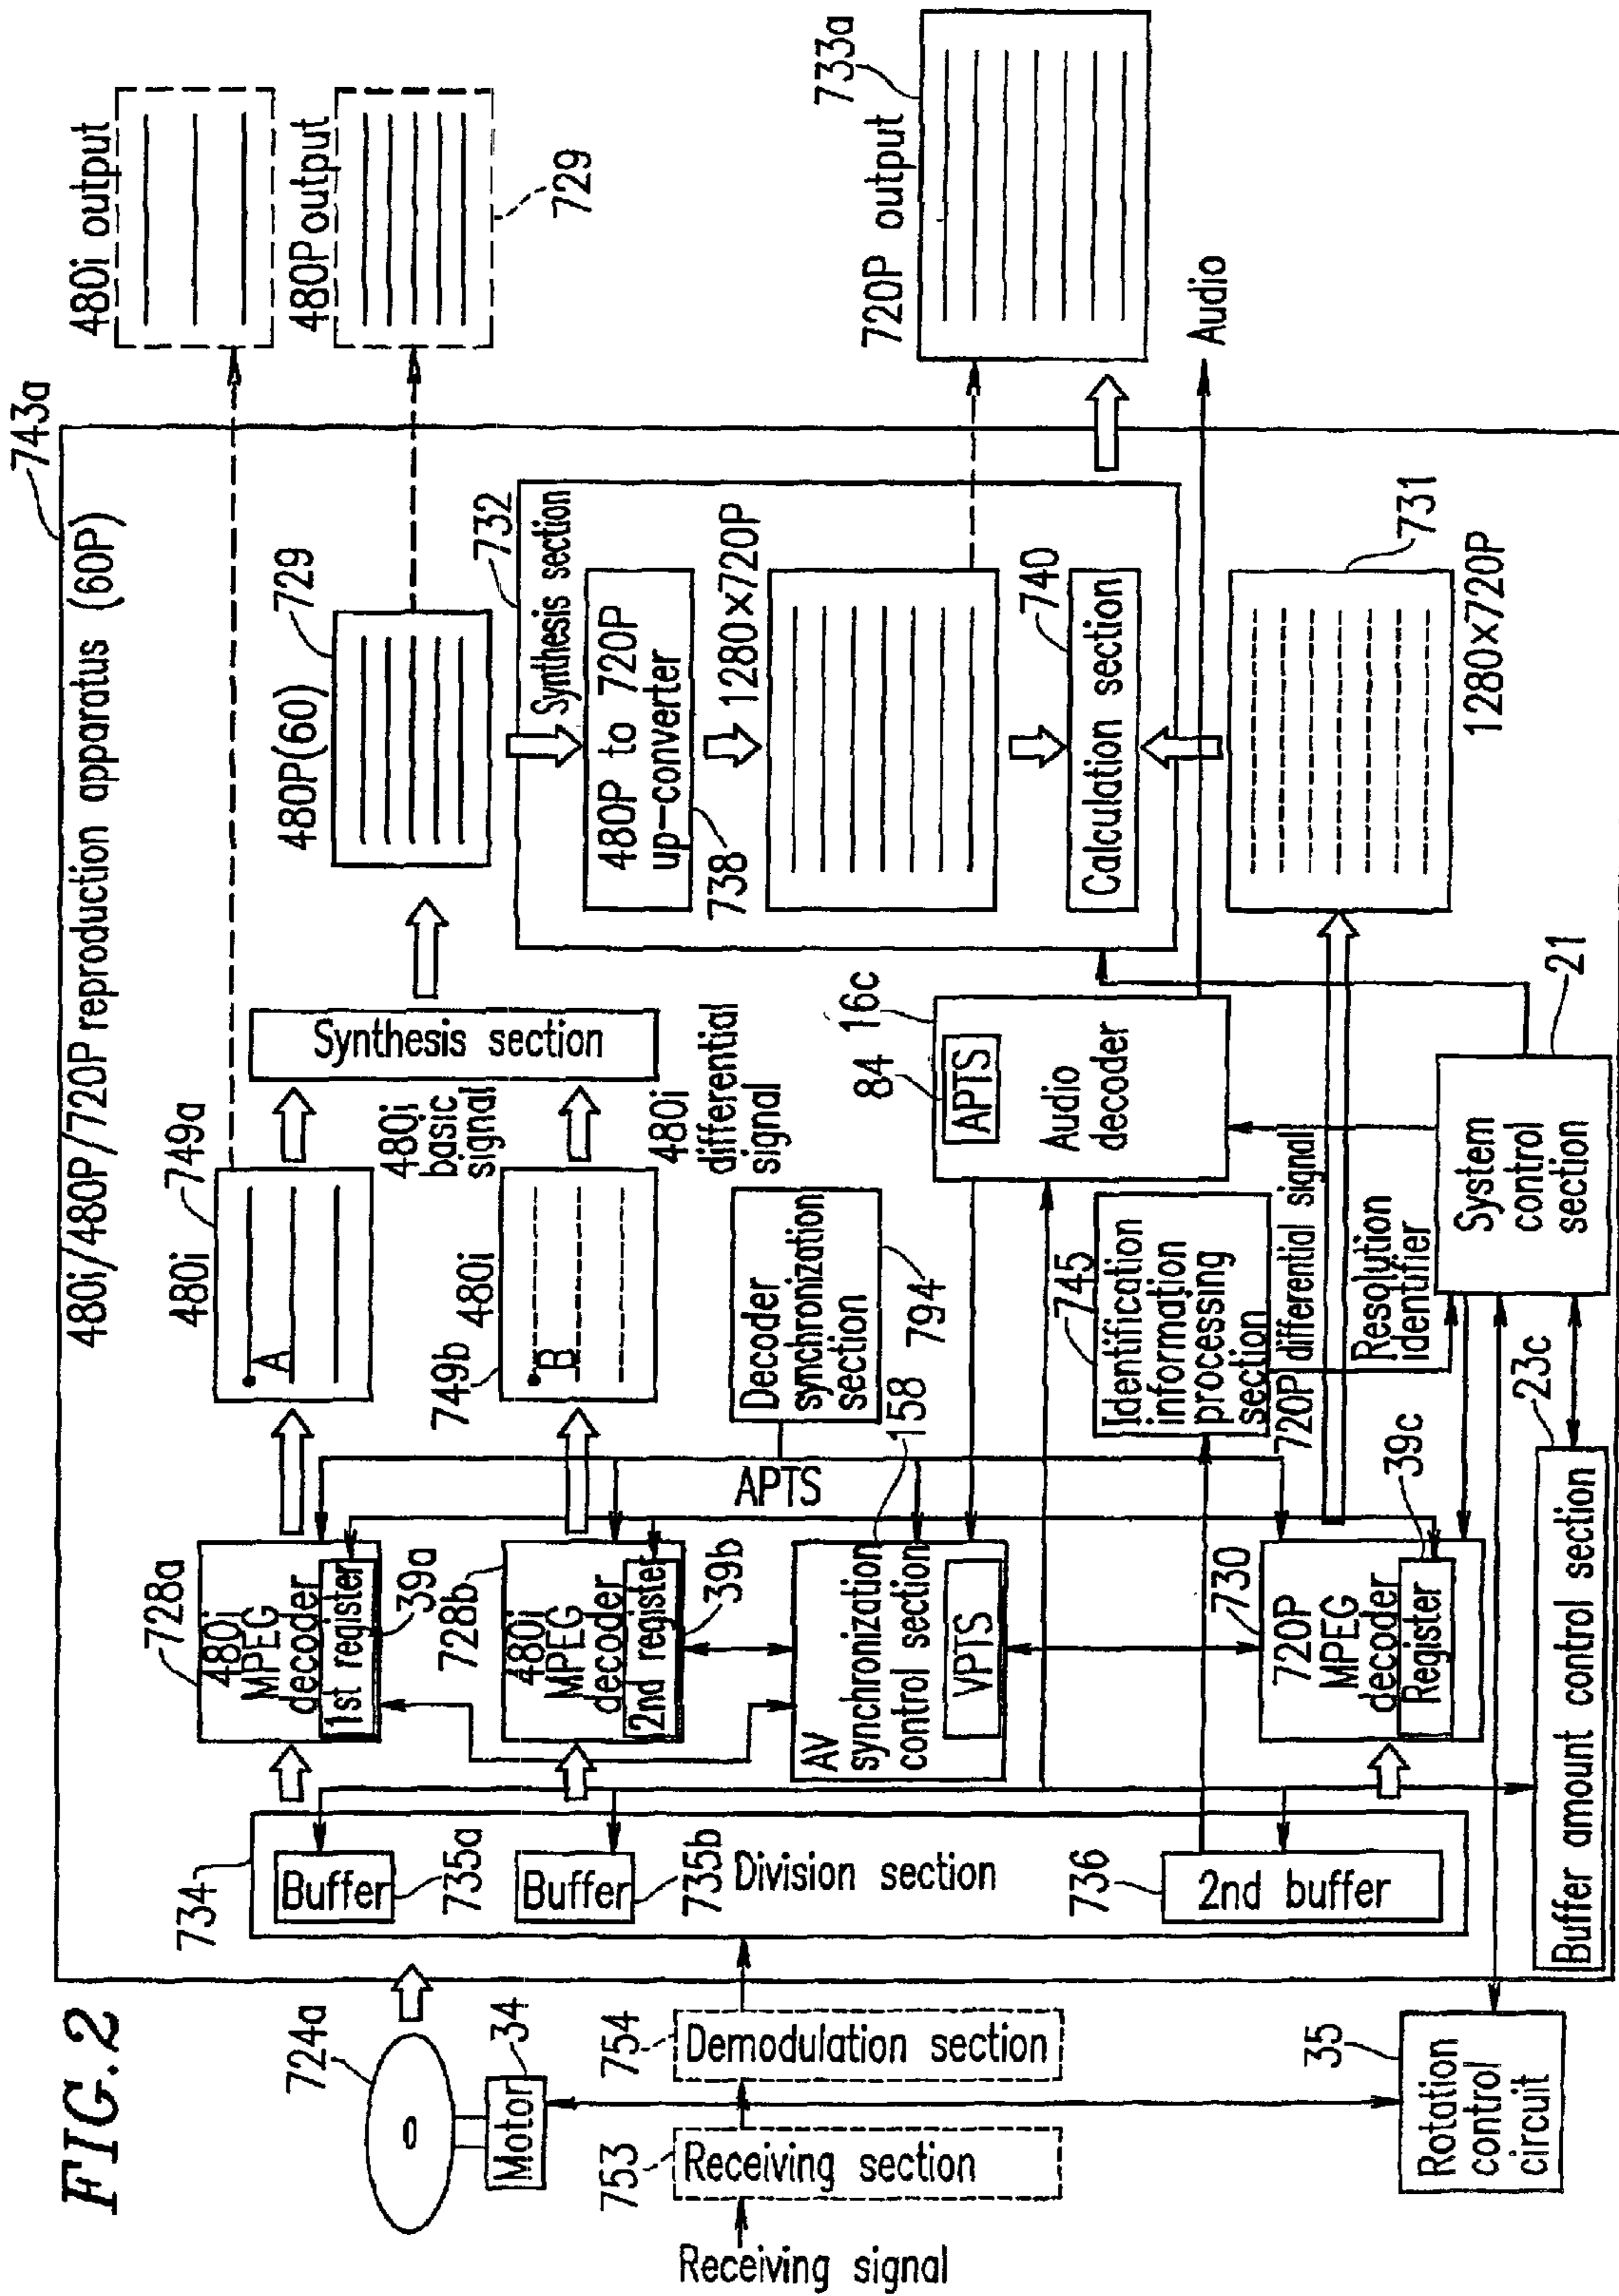 FIG.2
743a
480i/480P/720P reproduction apparatus (60P)
480i output
480P output
729
720P output
733a
Audio
724a
34
Motor
754
Demodulation section
753
Receiving section
Receiving signal
35
Rotation
control
circuit
734
Buffer
735a
Buffer
735b
Division section
736
2nd buffer
728a
480i
MPEG
decoder
1st register
39a
728b
480i
MPEG
decoder
2nd register
39b
AV
synchronization
control section
VPTS
158
APTS
730
720P
MPEG
decoder
Register
39c
Buffer amount control section
23c
480i
749a
A
749b
480i
B
480i
basic
signal
480i
differential
signal
Decoder
synchronization
section
794
745
Identification
information
processing
section
720P differential signal
Resolution
identifier
Synthesis section
84
16c
APTS
Audio
decoder
System
control
section
21
480P(60)
729
732
Synthesis section
480P to 720P
up-converter
738
1280×720P
740
Calculation section
731
1280×720P